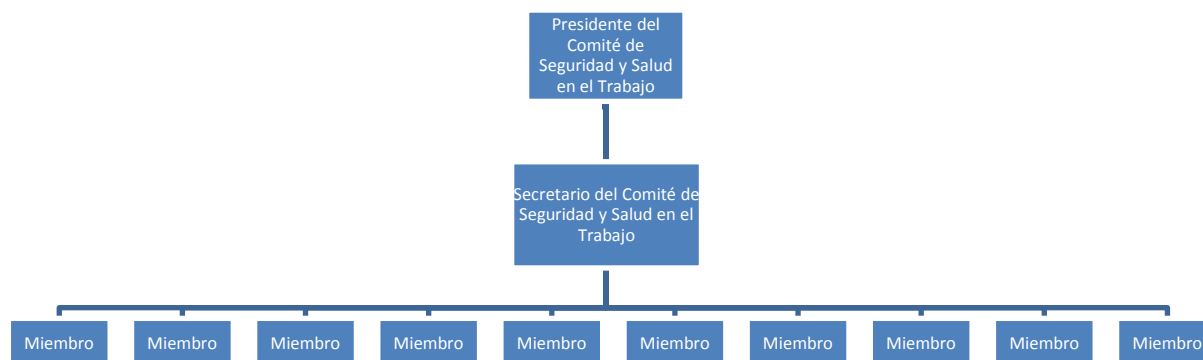 Presidente del
Comité de
Seguridad y Salud
en el Trabajo
Secretario del Comité de
Seguridad y Salud en el
Trabajo
Miembro
Miembro
Miembro
Miembro
Miembro
Miembro
Miembro
Miembro
Miembro
Miembro